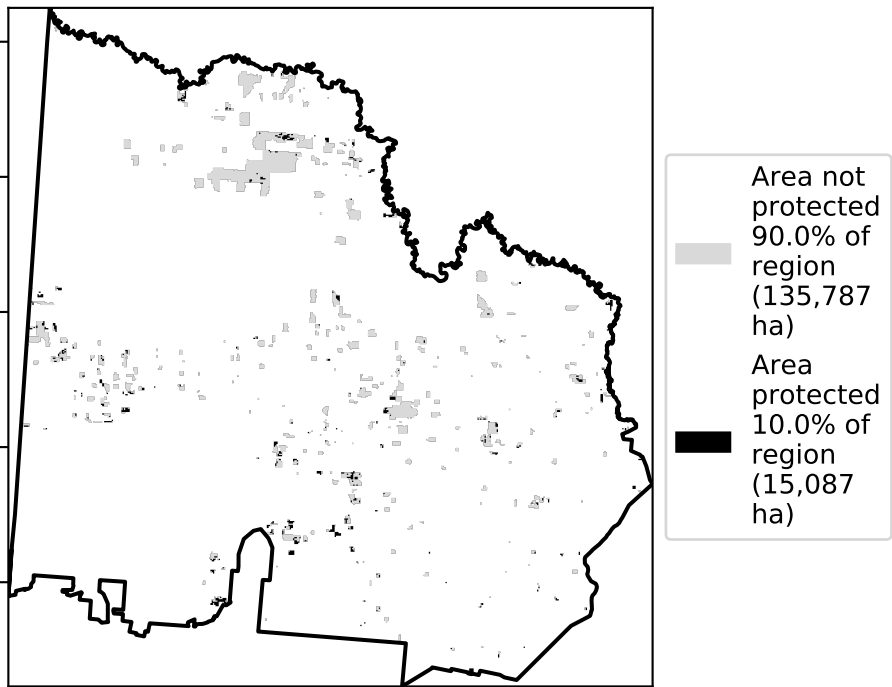 Area not
protected
90.0% of
region
(135,787
ha)
Area
protected
10.0% of
region
(15,087
ha)